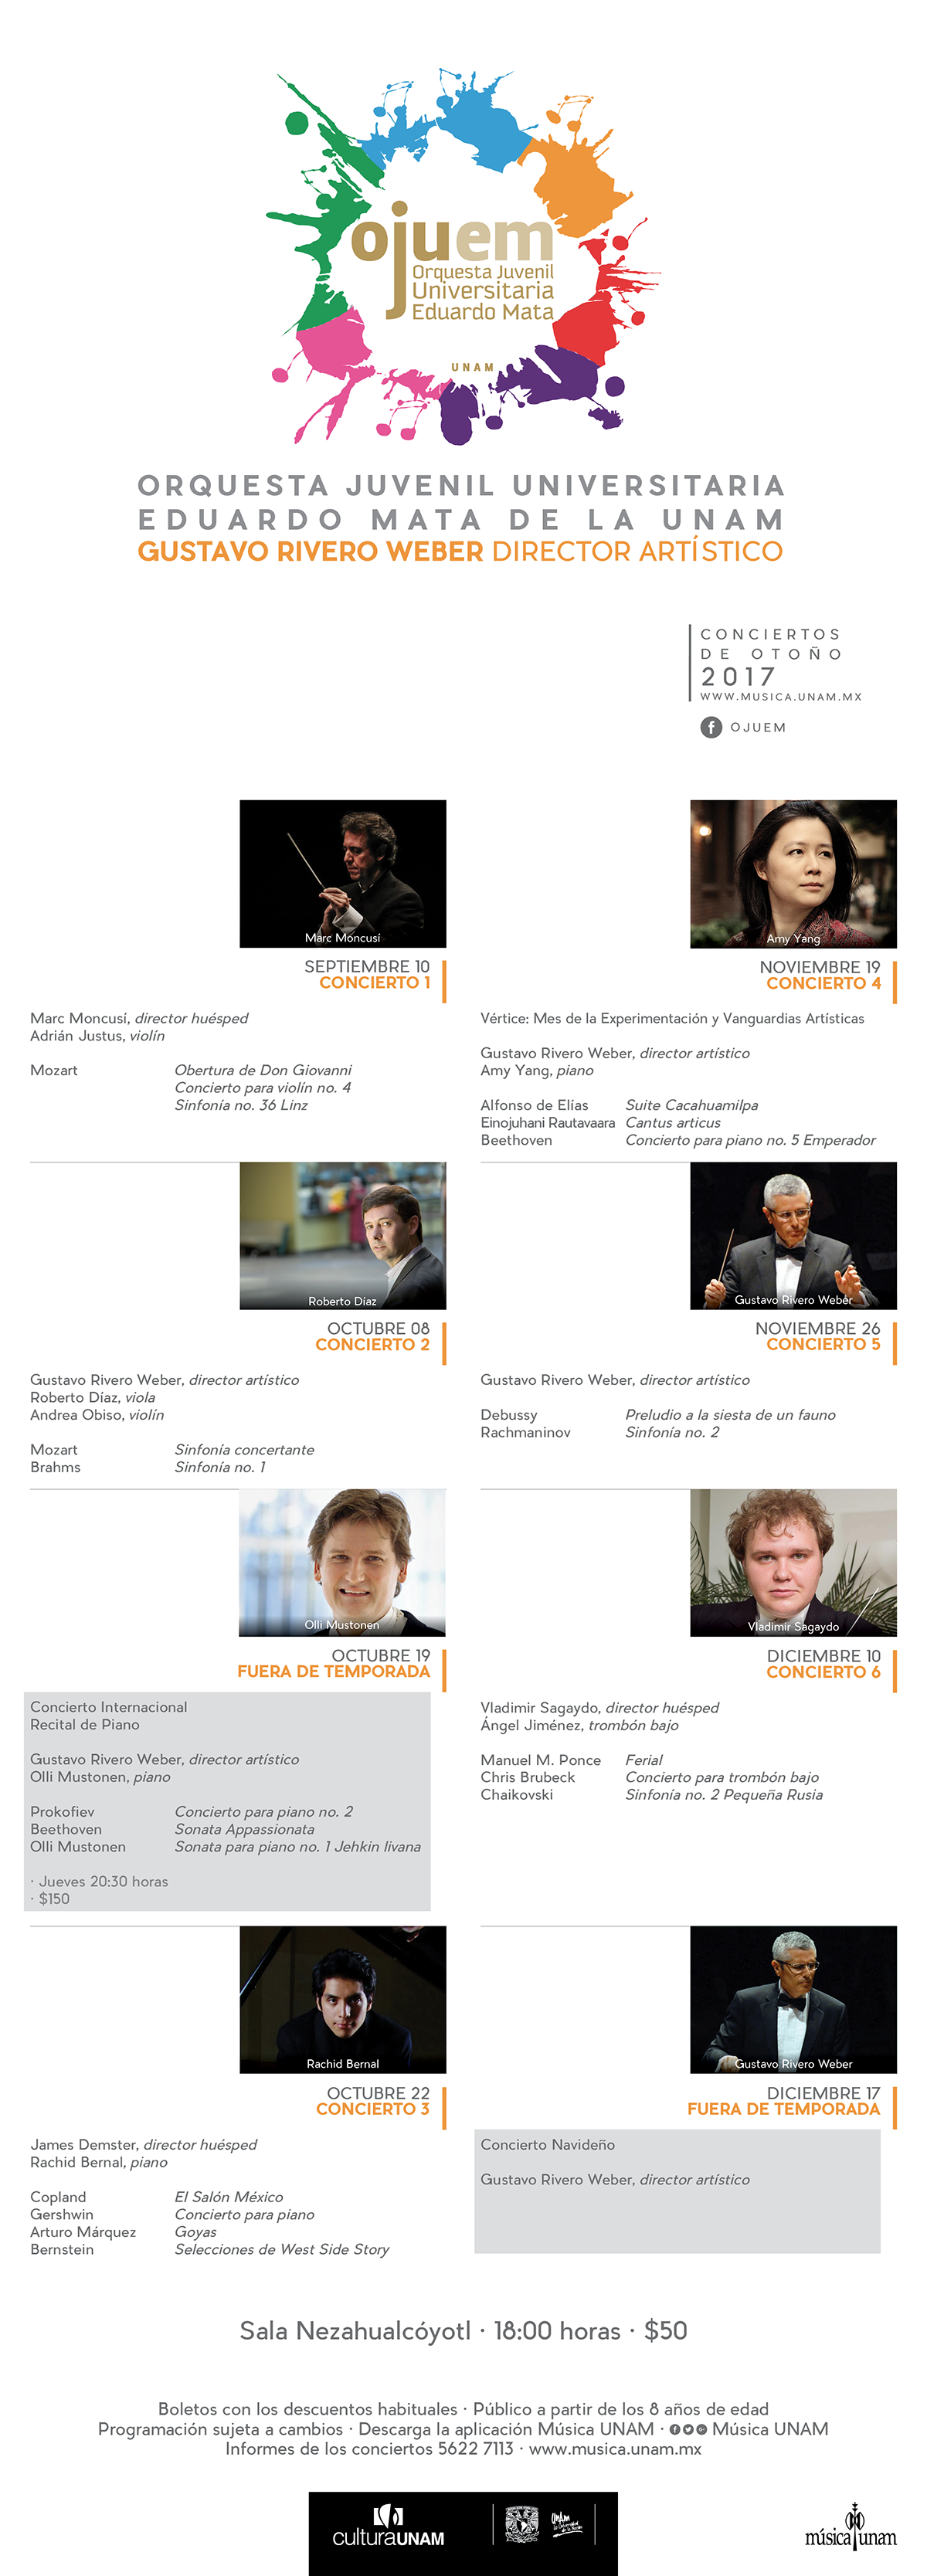 ojuem
Orquesta Juvenil
Universitaria
Eduardo Mata
UNAM
ORQUESTA JUVENIL UNIVERSITARIA
EDUARDO MATA DE LA UNAM
GUSTAVO RIVERO WEBER DIRECTOR ARTÍSTICO
CONCIERTOS
DE OTOÑO
2017
WWW.MUSICA.UNAM.MX
f OJUEM
Marc Moncusí
SEPTIEMBRE 10
CONCIERTO 1
Marc Moncusí, director huésped
Adrián Justus, violín
Mozart Obertura de Don Giovanni
Concierto para violín no. 4
Sinfonía no. 36 Linz
Roberto Díaz
OCTUBRE 08
CONCIERTO 2
Gustavo Rivero Weber, director artístico
Roberto Díaz, viola
Andrea Obiso, violín
Mozart Sinfonía concertante
Brahms Sinfonía no. 1
Olli Mustonen
OCTUBRE 19
FUERA DE TEMPORADA
Concierto Internacional
Recital de Piano
Gustavo Rivero Weber, director artístico
Olli Mustonen, piano
Prokofiev Concierto para piano no. 2
Beethoven Sonata Appassionata
Olli Mustonen Sonata para piano no. 1 Jehkin Iivana
· Jueves 20:30 horas
· $150
Rachid Bernal
OCTUBRE 22
CONCIERTO 3
James Demster, director huésped
Rachid Bernal, piano
Copland El Salón México
Gershwin Concierto para piano
Arturo Márquez Goyas
Bernstein Selecciones de West Side Story
Amy Yang
NOVIEMBRE 19
CONCIERTO 4
Vértice: Mes de la Experimentación y Vanguardias Artísticas
Gustavo Rivero Weber, director artístico
Amy Yang, piano
Alfonso de Elías Suite Cacahuamilpa
Einojuhani Rautavaara Cantus articus
Beethoven Concierto para piano no. 5 Emperador
Gustavo Rivero Weber
NOVIEMBRE 26
CONCIERTO 5
Gustavo Rivero Weber, director artístico
Debussy Preludio a la siesta de un fauno
Rachmaninov Sinfonía no. 2
Vladimir Sagaydo
DICIEMBRE 10
CONCIERTO 6
Vladimir Sagaydo, director huésped
Ángel Jiménez, trombón bajo
Manuel M. Ponce Ferial
Chris Brubeck Concierto para trombón bajo
Chaikovski Sinfonía no. 2 Pequeña Rusia
Gustavo Rivero Weber
DICIEMBRE 17
FUERA DE TEMPORADA
Concierto Navideño
Gustavo Rivero Weber, director artístico
Sala Nezahualcóyotl · 18:00 horas · $50
Boletos con los descuentos habituales · Público a partir de los 8 años de edad
Programación sujeta a cambios · Descarga la aplicación Música UNAM · Música UNAM
Informes de los conciertos 5622 7113 · www.musica.unam.mx
culturaUNAM
música unam